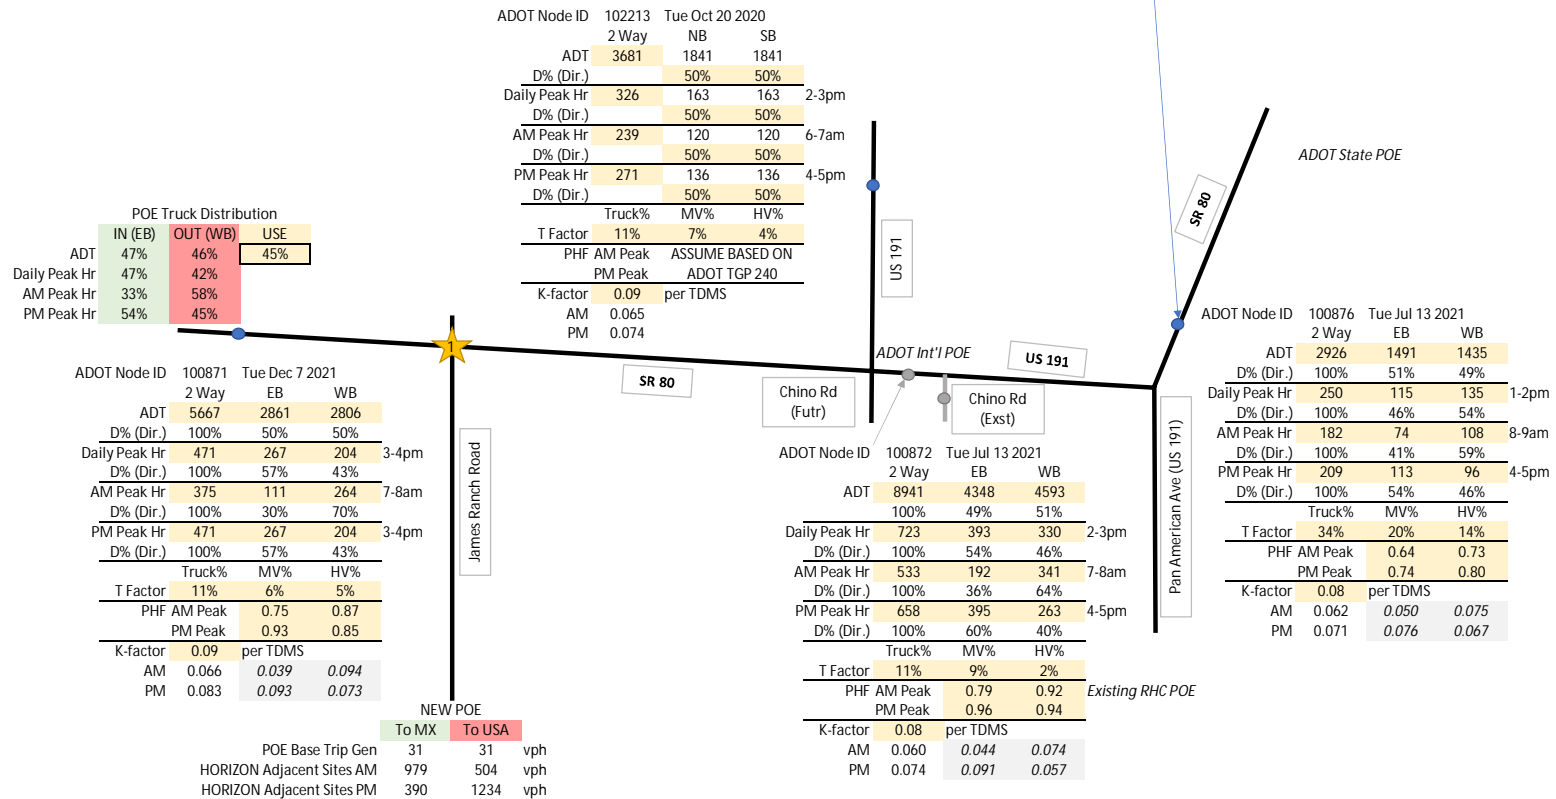 ADOT Node ID 102213 Tue Oct 20 2020
2 Way NB SB
ADT 3681 1841 1841
D% (Dir.) 50% 50%
Daily Peak Hr 326 163 163 2-3pm
D% (Dir.) 50% 50%
AM Peak Hr 239 120 120 6-7am
D% (Dir.) 50% 50%
PM Peak Hr 271 136 136 4-5pm
D% (Dir.) 50% 50%
Truck% MV% HV%
T Factor 11% 7% 4%
PHF AM Peak ASSUME BASED ON
PM Peak ADOT TGP 240
K-factor 0.09 per TDMS
AM 0.065
PM 0.074
POE Truck Distribution
IN (EB) OUT (WB) USE
ADT 47% 46% 45%
Daily Peak Hr 47% 42%
AM Peak Hr 33% 58%
PM Peak Hr 54% 45%
1
SR 80
US 191
ADOT State POE
SR 80
ADOT Int'l POE
US 191
Chino Rd
(Futr)
Chino Rd
(Exst)
James Ranch Road
Pan American Ave (US 191)
ADOT Node ID 100871 Tue Dec 7 2021
2 Way EB WB
ADT 5667 2861 2806
D% (Dir.) 100% 50% 50%
Daily Peak Hr 471 267 204 3-4pm
D% (Dir.) 100% 57% 43%
AM Peak Hr 375 111 264 7-8am
D% (Dir.) 100% 30% 70%
PM Peak Hr 471 267 204 3-4pm
D% (Dir.) 100% 57% 43%
Truck% MV% HV%
T Factor 11% 6% 5%
PHF AM Peak 0.75 0.87
PM Peak 0.93 0.85
K-factor 0.09 per TDMS
AM 0.066 0.039 0.094
PM 0.083 0.093 0.073
NEW POE
To MX To USA
POE Base Trip Gen 31 31 vph
HORIZON Adjacent Sites AM 979 504 vph
HORIZON Adjacent Sites PM 390 1234 vph
ADOT Node ID 100872 Tue Jul 13 2021
2 Way EB WB
ADT 8941 4348 4593
100% 49% 51%
Daily Peak Hr 723 393 330 2-3pm
D% (Dir.) 100% 54% 46%
AM Peak Hr 533 192 341 7-8am
D% (Dir.) 100% 36% 64%
PM Peak Hr 658 395 263 4-5pm
D% (Dir.) 100% 60% 40%
Truck% MV% HV%
T Factor 11% 9% 2%
PHF AM Peak 0.79 0.92 Existing RHC POE
PM Peak 0.96 0.94
K-factor 0.08 per TDMS
AM 0.060 0.044 0.074
PM 0.074 0.091 0.057
ADOT Node ID 100876 Tue Jul 13 2021
2 Way EB WB
ADT 2926 1491 1435
D% (Dir.) 100% 51% 49%
Daily Peak Hr 250 115 135 1-2pm
D% (Dir.) 100% 46% 54%
AM Peak Hr 182 74 108 8-9am
D% (Dir.) 100% 41% 59%
PM Peak Hr 209 113 96 4-5pm
D% (Dir.) 100% 54% 46%
Truck% MV% HV%
T Factor 34% 20% 14%
PHF AM Peak 0.64 0.73
PM Peak 0.74 0.80
K-factor 0.08 per TDMS
AM 0.062 0.050 0.075
PM 0.071 0.076 0.067